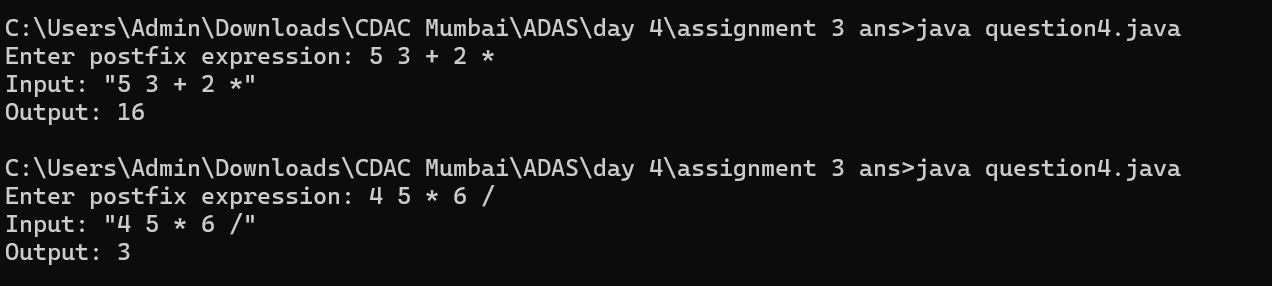 C:\Users\Admin\Downloads\CDAC Mumbai\ADAS\day 4\assignment 3 ans>java question4.java
Enter postfix expression: 5 3 + 2 *
Input: "5 3 + 2 *"
Output: 16
C:\Users\Admin\Downloads\CDAC Mumbai\ADAS\day 4\assignment 3 ans>java question4.java
Enter postfix expression: 4 5 * 6 /
Input: "4 5 * 6 /"
Output: 3